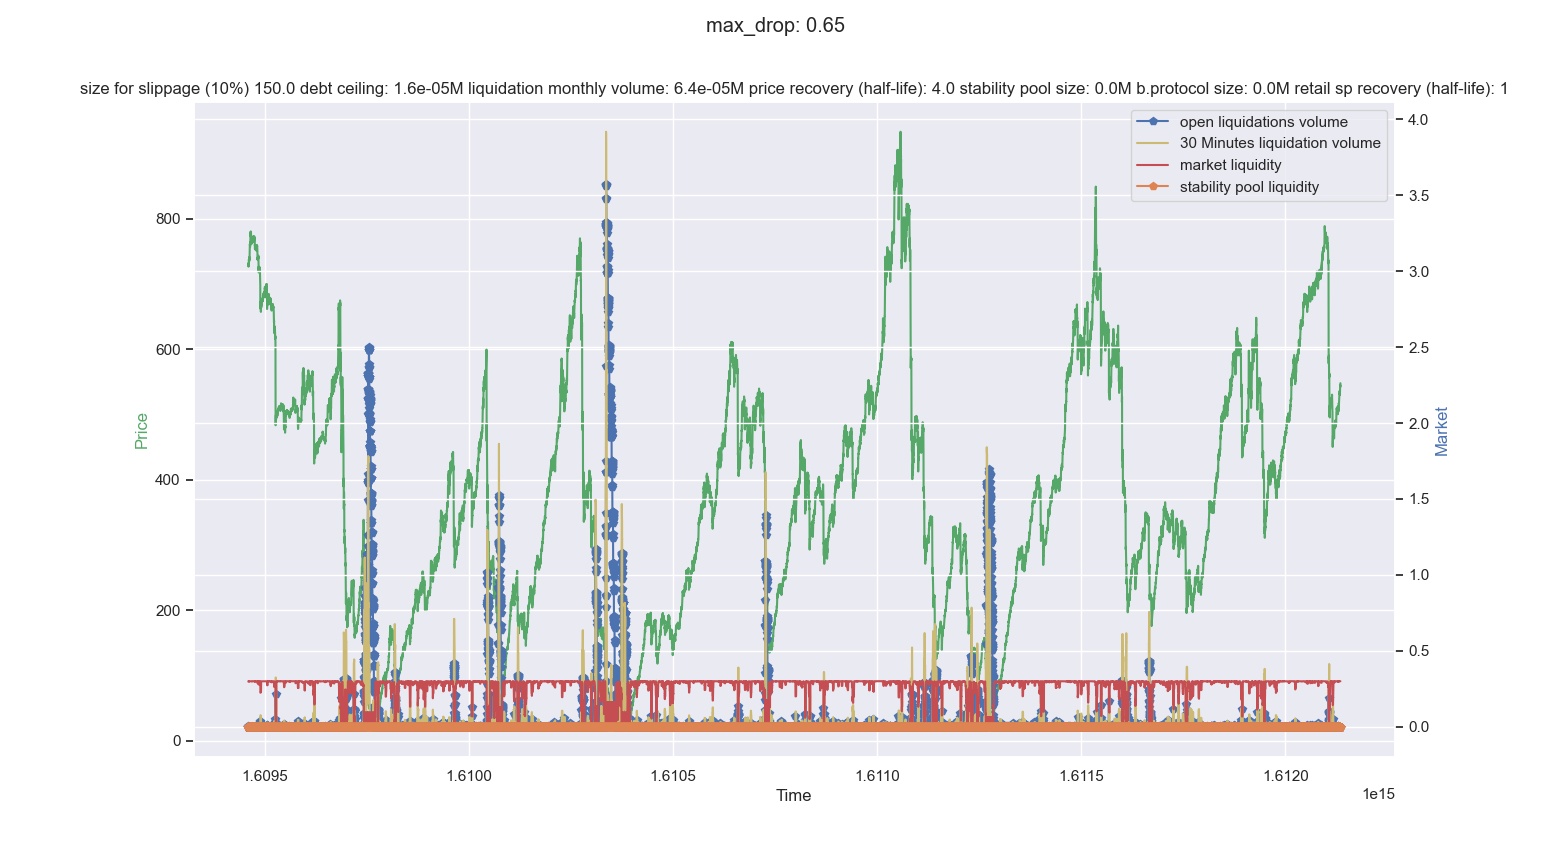 max_drop: 0.65
size for slippage (10%) 150.0 debt ceiling: 1.6e-05M liquidation monthly volume: 6.4e-05M price recovery (half-life): 4.0 stability pool size: 0.0M b.protocol size: 0.0M retail sp recovery (half-life): 1
open liquidations volume
30 Minutes liquidation volume
market liquidity
stability pool liquidity
4.0
3.5
3.0
2.5
2.0
1.5
1.0
0.5
0.0
Market
800
600
400
200
0
Price
1.6095 1.6100 1.6105 1.6110 1.6115 1.6120
1e15
Time